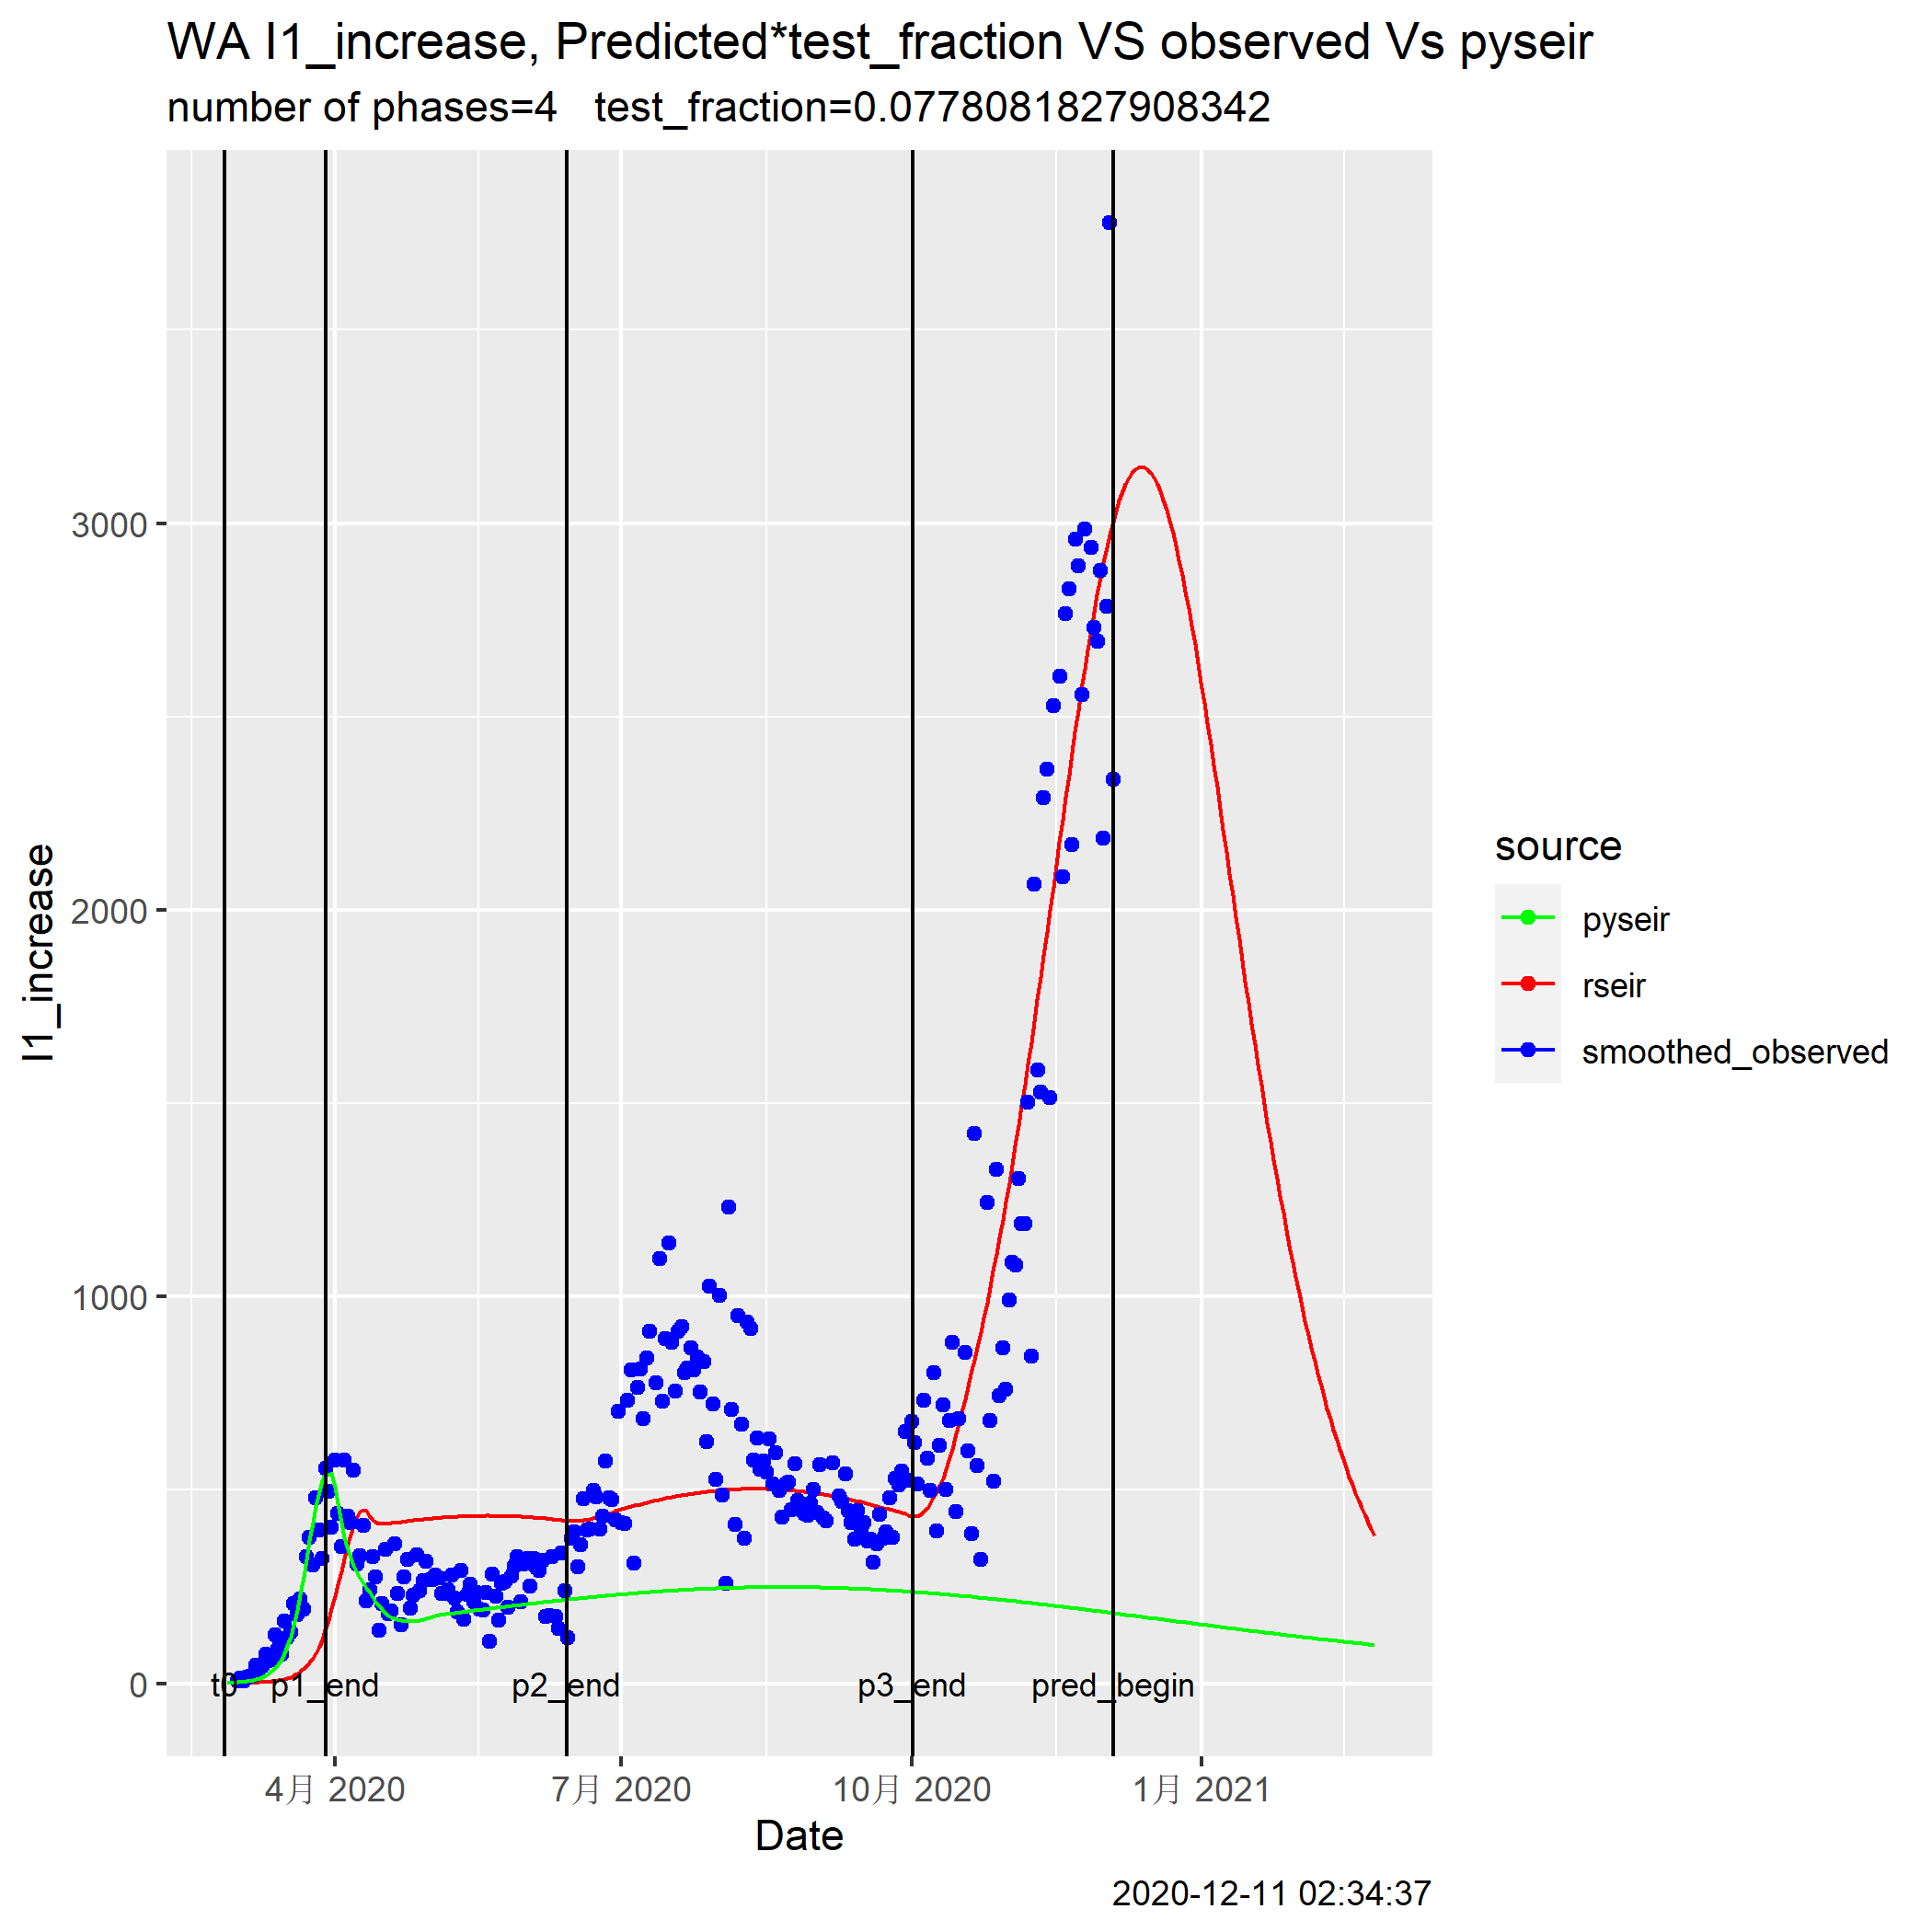 WA I1_increase, Predicted*test_fraction VS observed Vs pyseir
number of phases=4   test_fraction=0.0778081827908342
I1_increase
3000
2000
1000
0
t0 p1_end p2_end p3_end pred_begin
4月 2020 7月 2020 10月 2020 1月 2021
Date
source
pyseir
rseir
smoothed_observed
2020-12-11 02:34:37